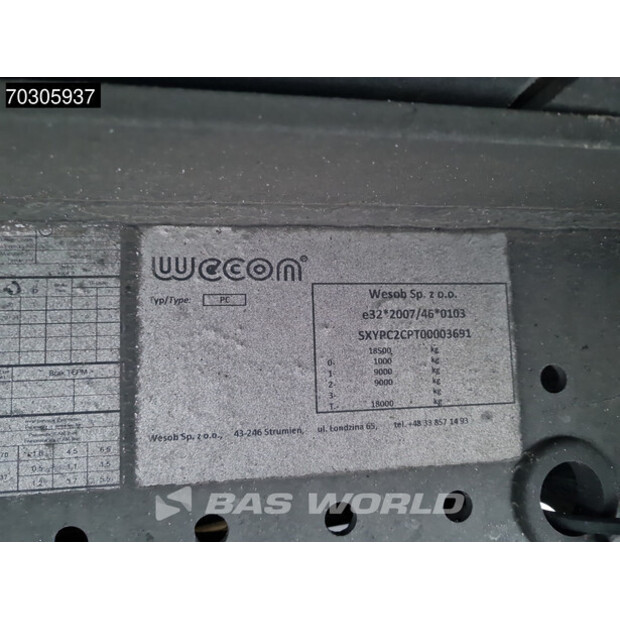 70305937
wecon®
Typ/Type: PC
Wesob Sp. z o.o.
e32*2007/46*0103
SXYPC2CPT00003691
18500 kg
0- 1000 kg
1- 9000 kg
2- 9000 kg
3- kg
T- 18000 kg
Wesob Sp. z o.o., 43-246 Strumien, ul. Londzina 65, tel. +48 33 857 14 93
BAS WORLD